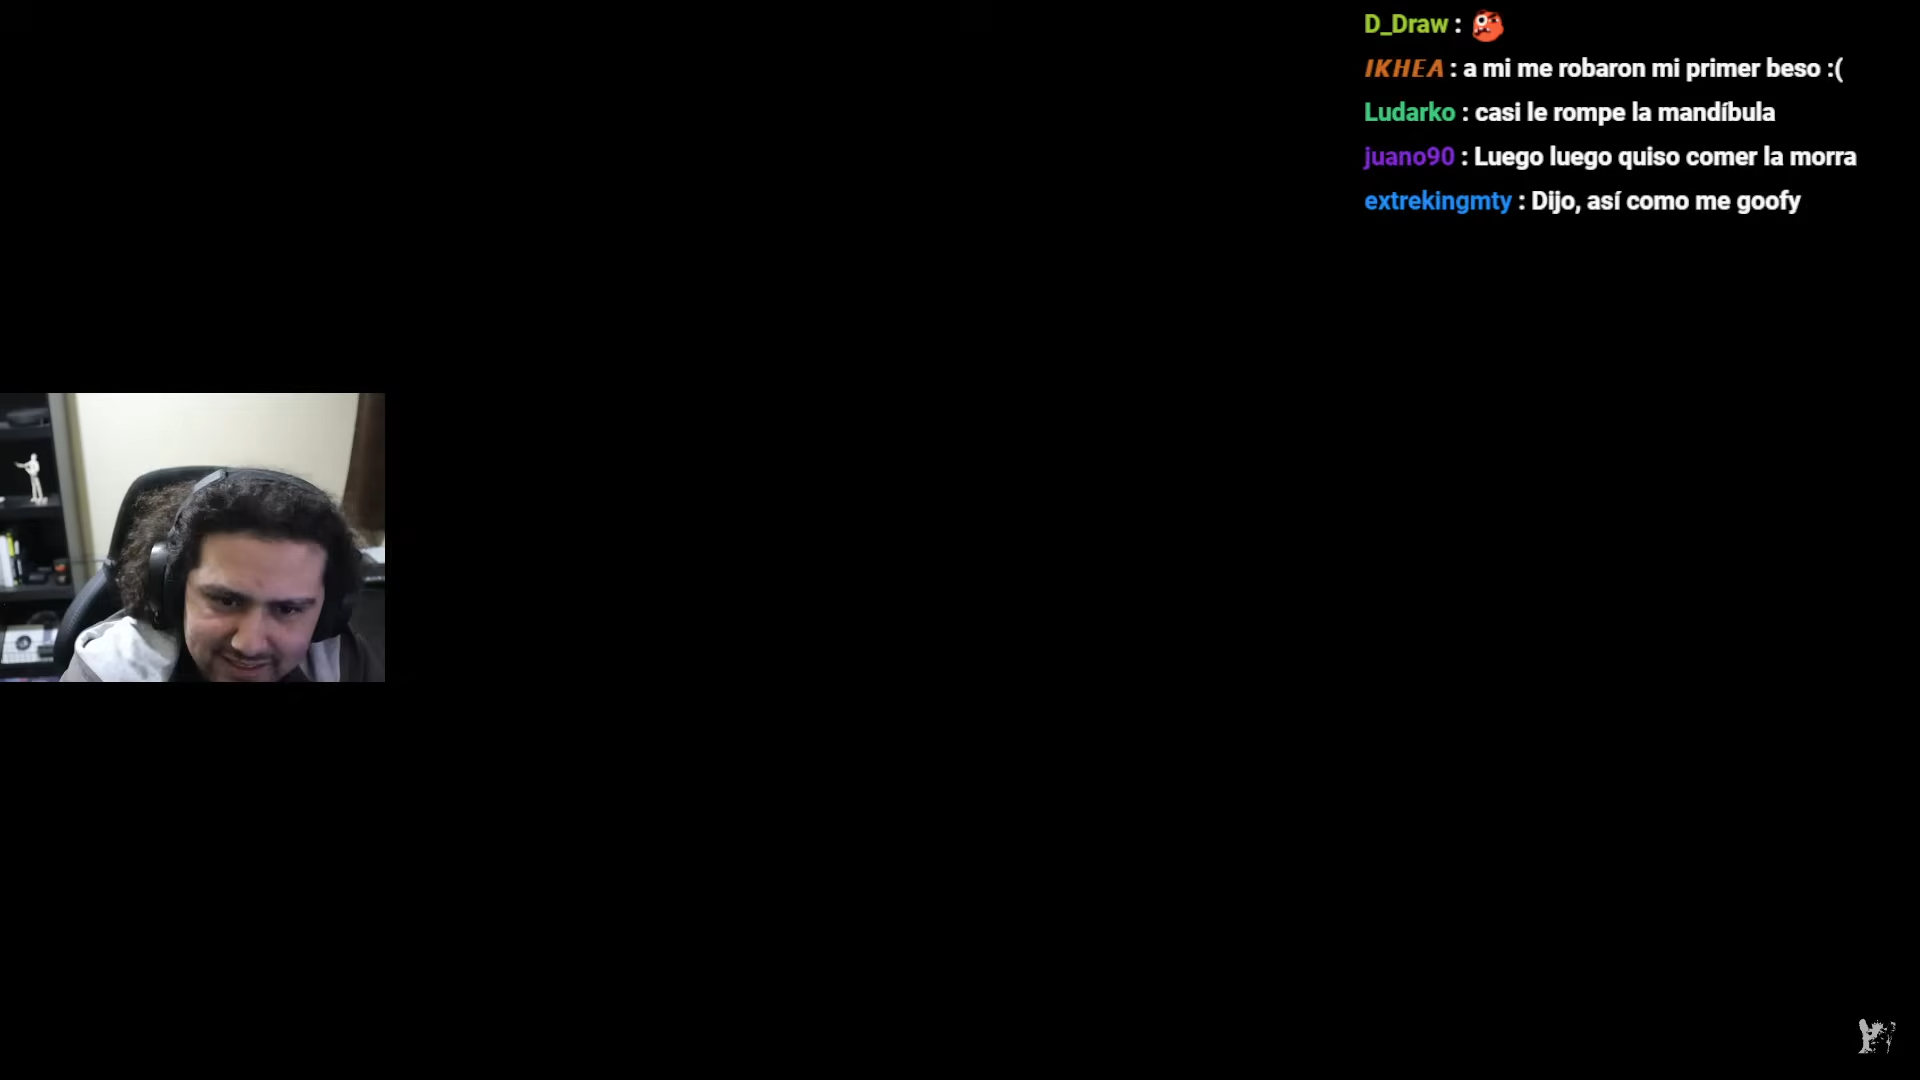 D_Draw :
IKHEA : a mi me robaron mi primer beso :(
Ludarko : casi le rompe la mandíbula
juano90 : Luego luego quiso comer la morra
extrekingmty : Dijo, así como me goofy